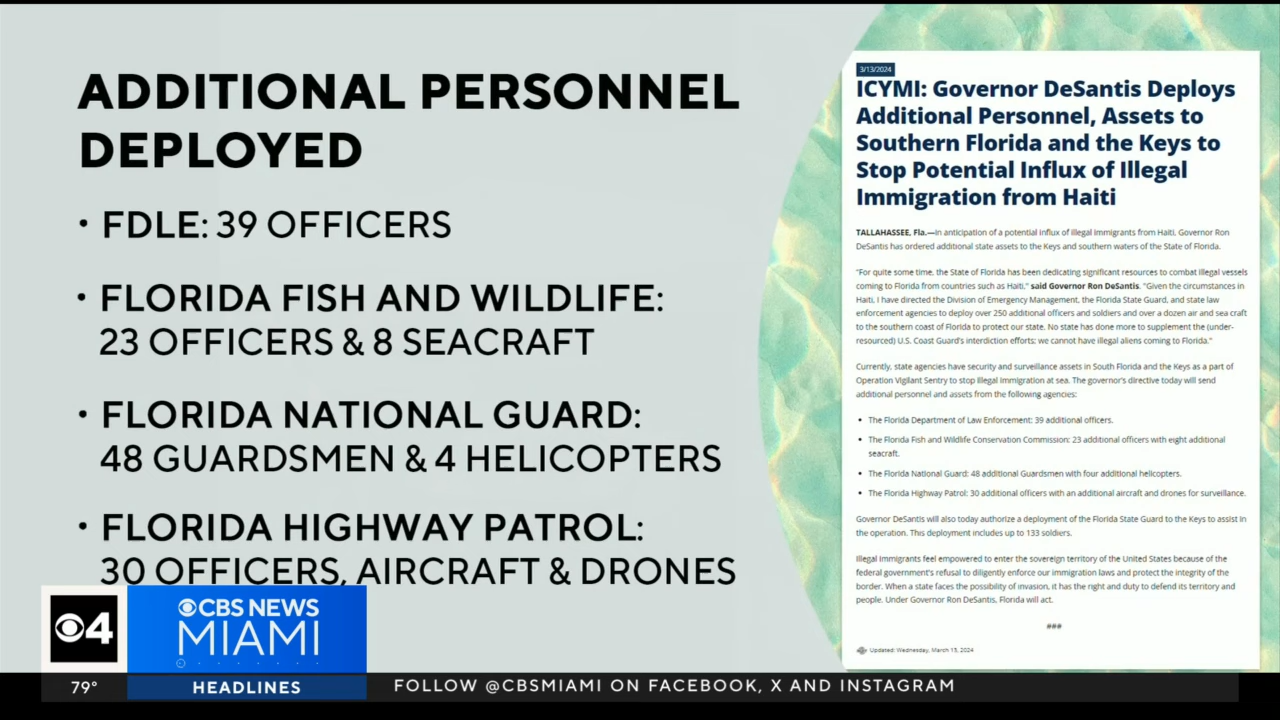 ADDITIONAL PERSONNEL
DEPLOYED
• FDLE: 39 OFFICERS
• FLORIDA FISH AND WILDLIFE:
23 OFFICERS & 8 SEACRAFT
• FLORIDA NATIONAL GUARD:
48 GUARDSMEN & 4 HELICOPTERS
• FLORIDA HIGHWAY PATROL:
30 OFFICERS, AIRCRAFT & DRONES
3/13/2024
ICYMI: Governor DeSantis Deploys
Additional Personnel, Assets to
Southern Florida and the Keys to
Stop Potential Influx of Illegal
Immigration from Haiti
TALLAHASSEE, Fla.—In anticipation of a potential influx of illegal immigrants from Haiti, Governor Ron
DeSantis has ordered additional state assets to the Keys and southern waters of the State of Florida.
"For quite some time, the State of Florida has been dedicating significant resources to combat illegal vessels
coming to Florida from countries such as Haiti," said Governor Ron DeSantis. "Given the circumstances in
Haiti, I have directed the Division of Emergency Management, the Florida State Guard, and state law
enforcement agencies to deploy over 250 additional officers and soldiers and over a dozen air and sea craft
to the southern coast of Florida to protect our state. No state has done more to supplement the (under-
resourced) U.S. Coast Guard's interdiction efforts; we cannot have illegal aliens coming to Florida."
Currently, state agencies have security and surveillance assets in South Florida and the Keys as a part of
Operation Vigilant Sentry to stop illegal immigration at sea. The governor's directive today will send
additional personnel and assets from the following agencies:
• The Florida Department of Law Enforcement: 39 additional officers.
• The Florida Fish and Wildlife Conservation Commission: 23 additional officers with eight additional
seacraft.
• The Florida National Guard: 48 additional Guardsmen with four additional helicopters.
• The Florida Highway Patrol: 30 additional officers with an additional aircraft and drones for surveillance.
Governor DeSantis will also today authorize a deployment of the Florida State Guard to the Keys to assist in
the operation. This deployment includes up to 133 soldiers.
Illegal immigrants feel empowered to enter the sovereign territory of the United States because of the
federal government's refusal to diligently enforce our immigration laws and protect the integrity of the
border. When a state faces the possibility of invasion, it has the right and duty to defend its territory and
people. Under Governor Ron DeSantis, Florida will act.
###
Updated: Wednesday, March 13, 2024
4
CBS NEWS
MIAMI
79°
HEADLINES
FOLLOW @CBSMIAMI ON FACEBOOK, X AND INSTAGRAM